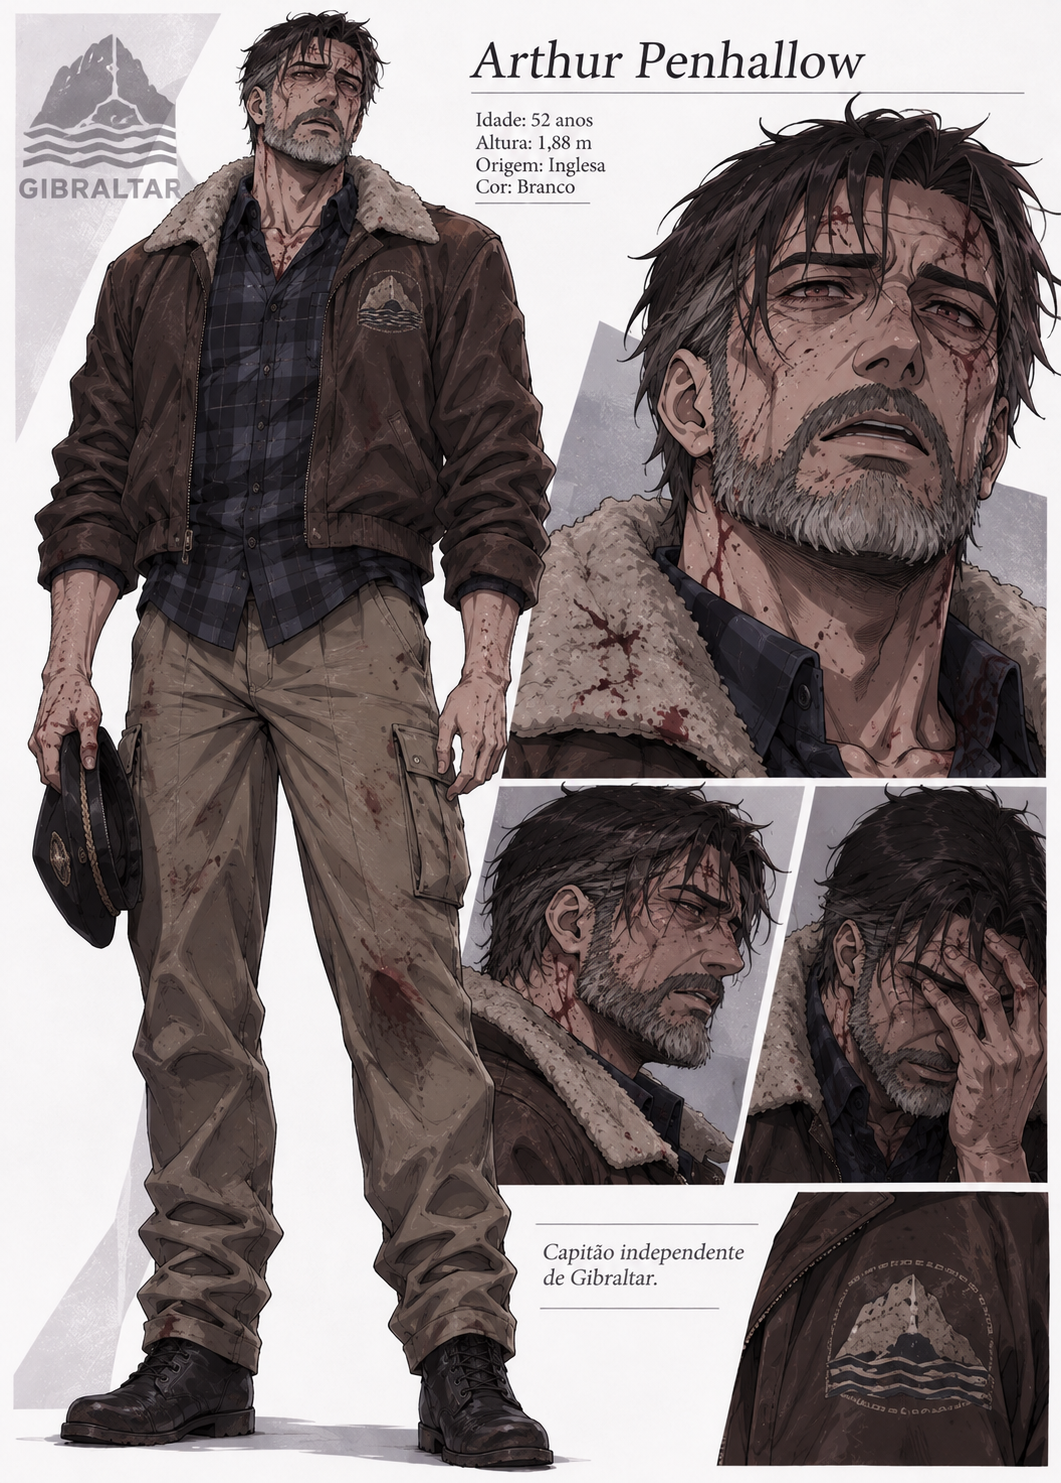 GIBRALTAR
Arthur Penhallow
Idade: 52 anos
Altura: 1,88 m
Origem: Inglesa
Cor: Branco
Capitão independente
de Gibraltar.